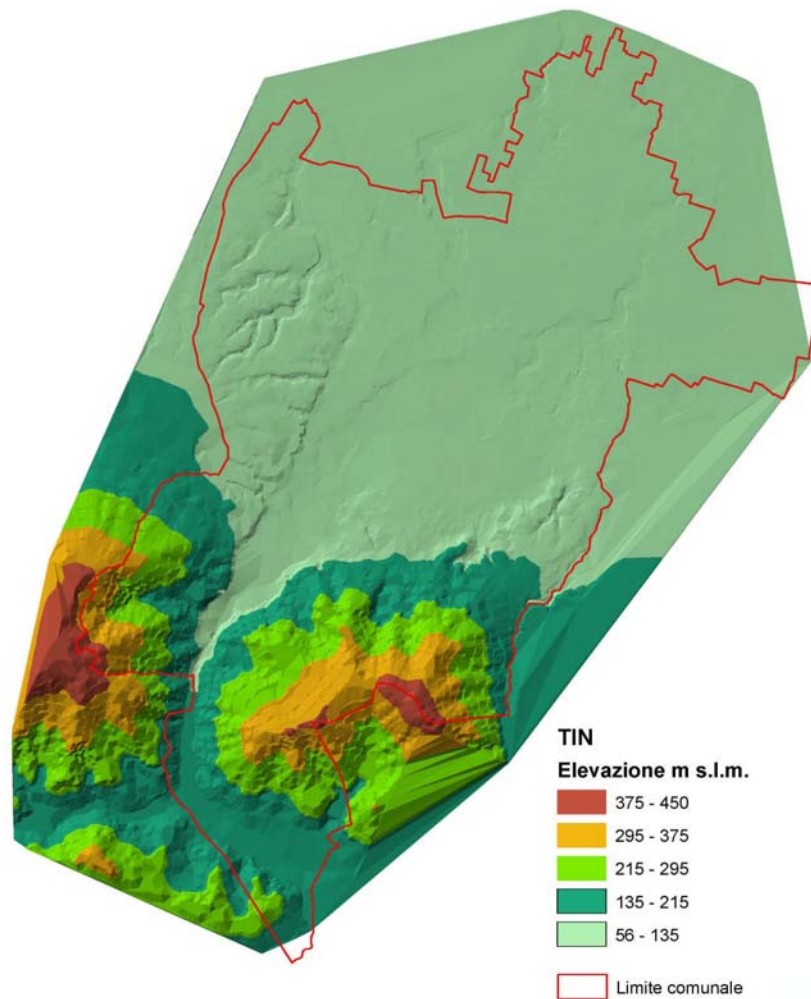 TIN
Elevazione m s.l.m.
375 - 450
295 - 375
215 - 295
135 - 215
56 - 135
Limite comunale